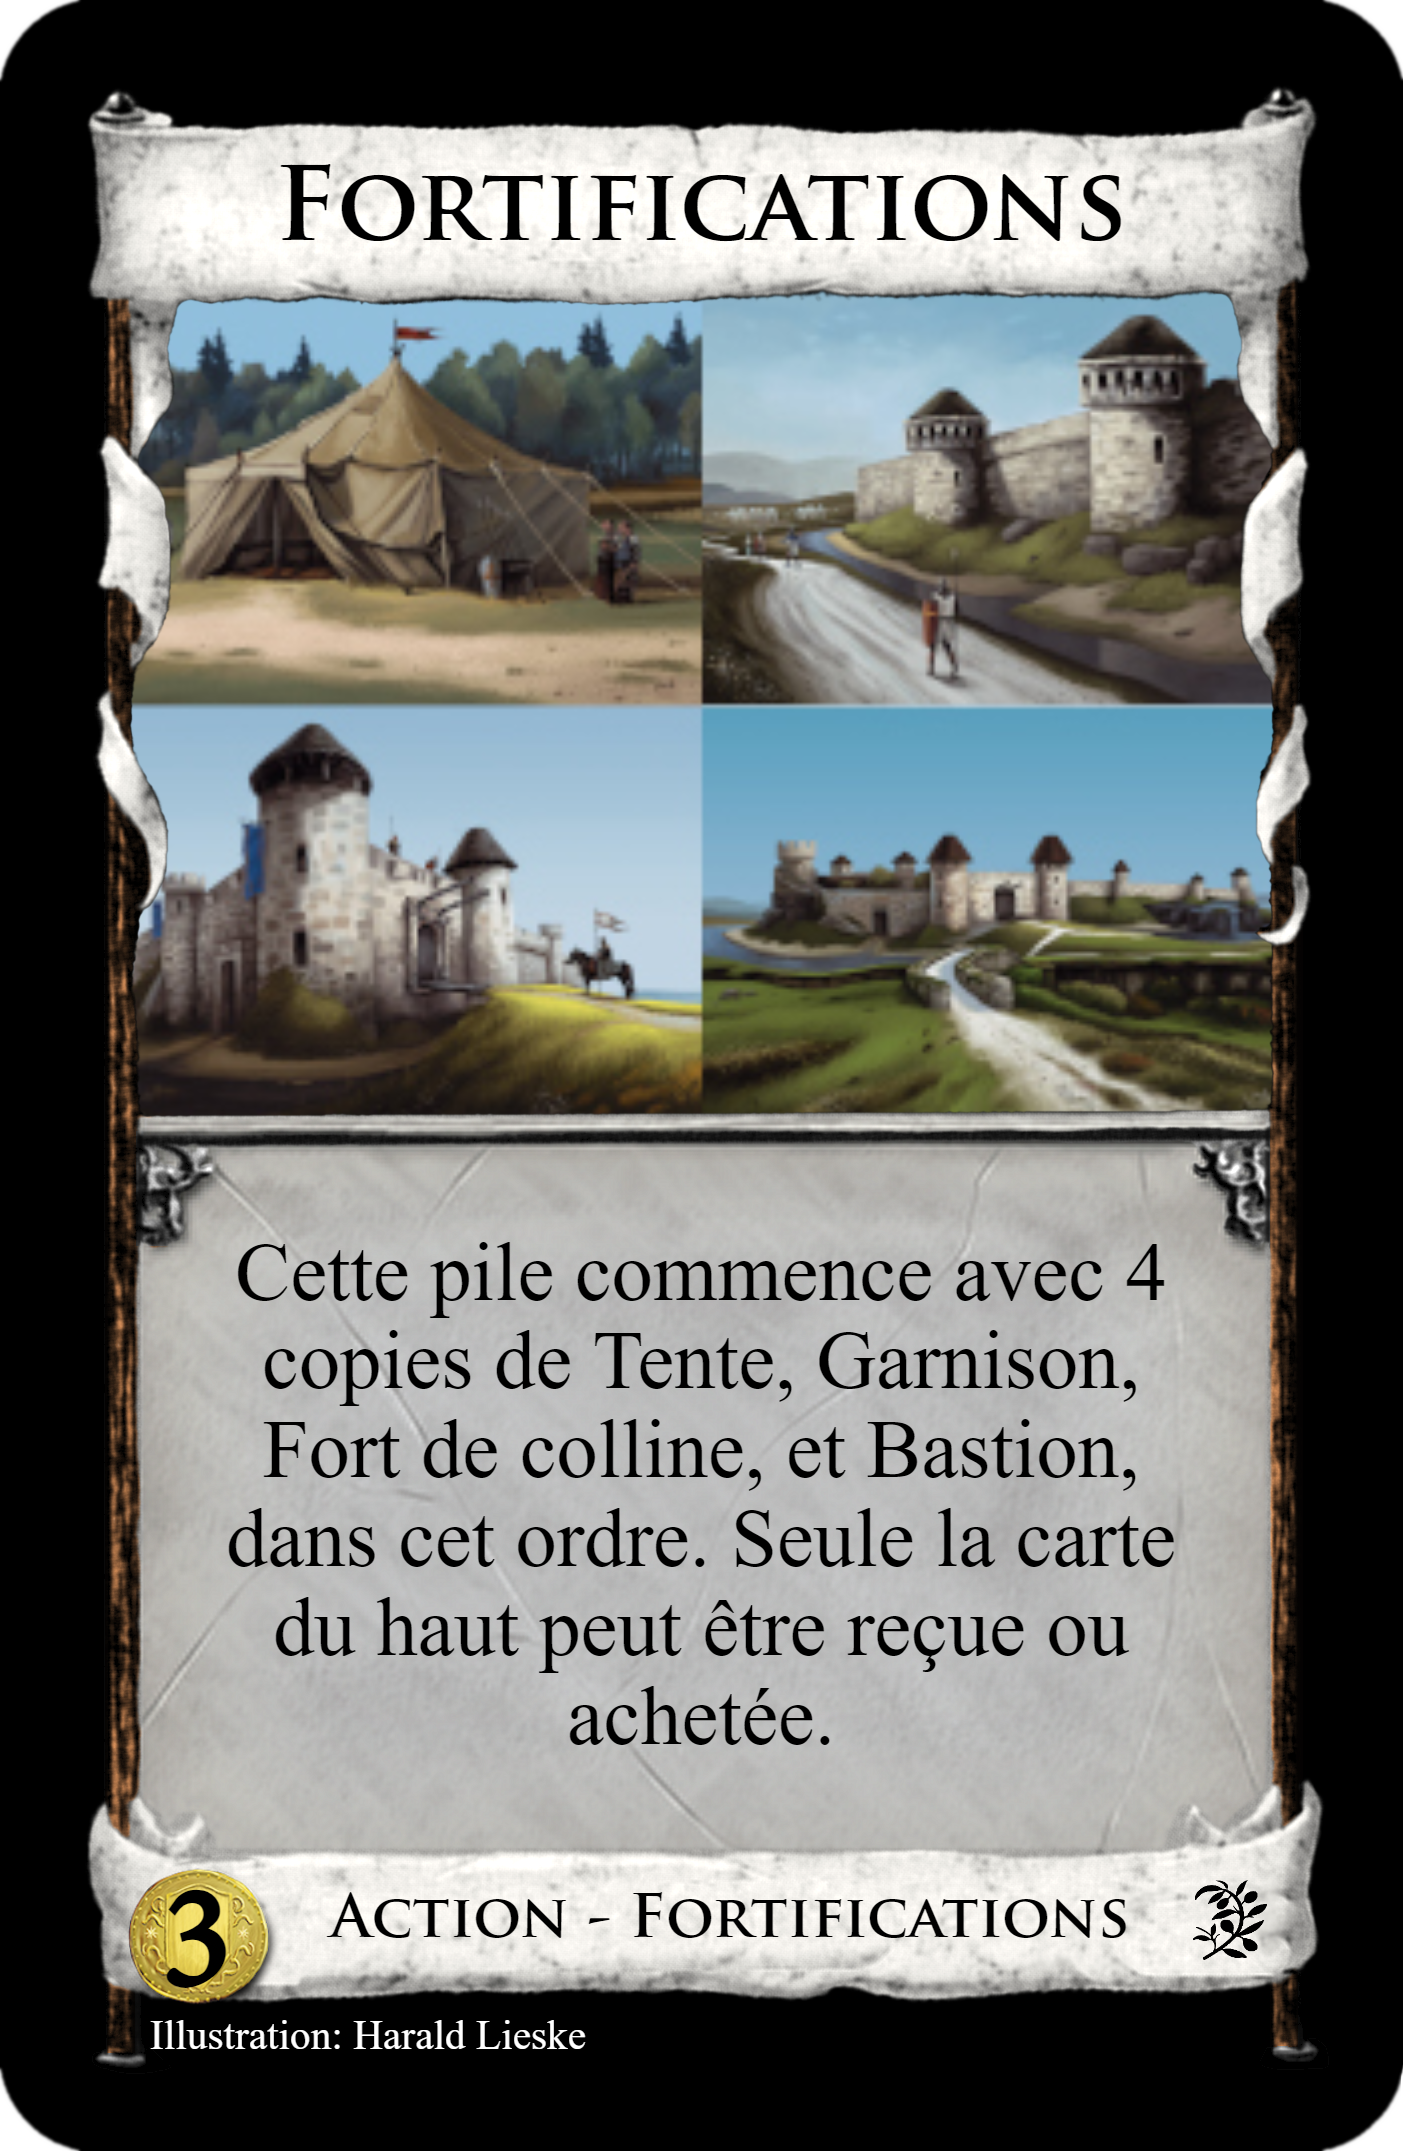 Fortifications
Cette pile commence avec 4
copies de Tente, Garnison,
Fort de colline, et Bastion,
dans cet ordre. Seule la carte
du haut peut être reçue ou
achetée.
3
Action - Fortifications
Illustration: Harald Lieske